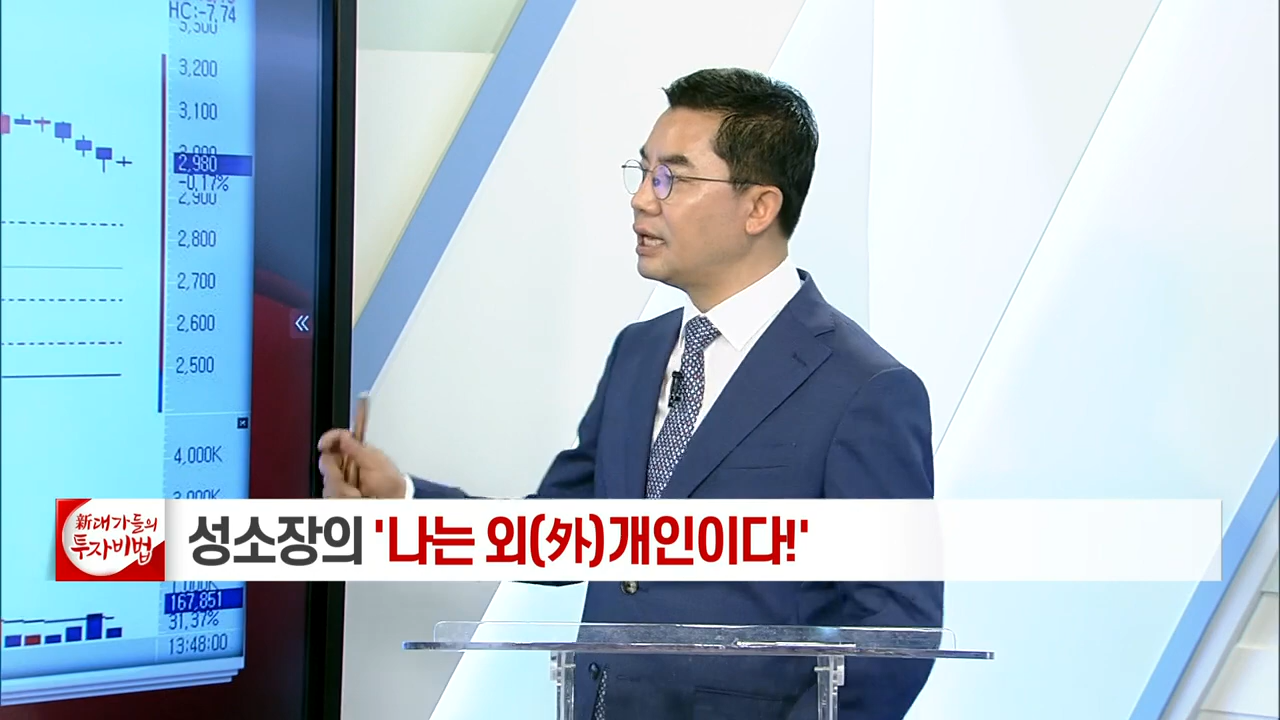 HC:-7.74
3,300
3,200
3,100
2,980
-0.17%
2,900
2,800
2,700
2,600
2,500
4,000K
167,851
31,37%
13:48:00
新 대가들의
투자비법
성소장의 '나는 외(外)개인이다!'